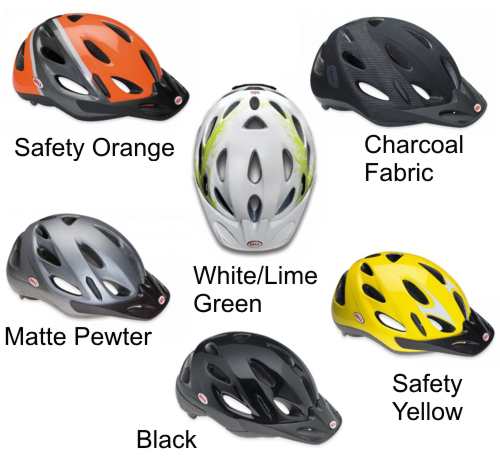 Safety Orange
Charcoal
Fabric
White/Lime
Green
Matte Pewter
Safety
Yellow
Black